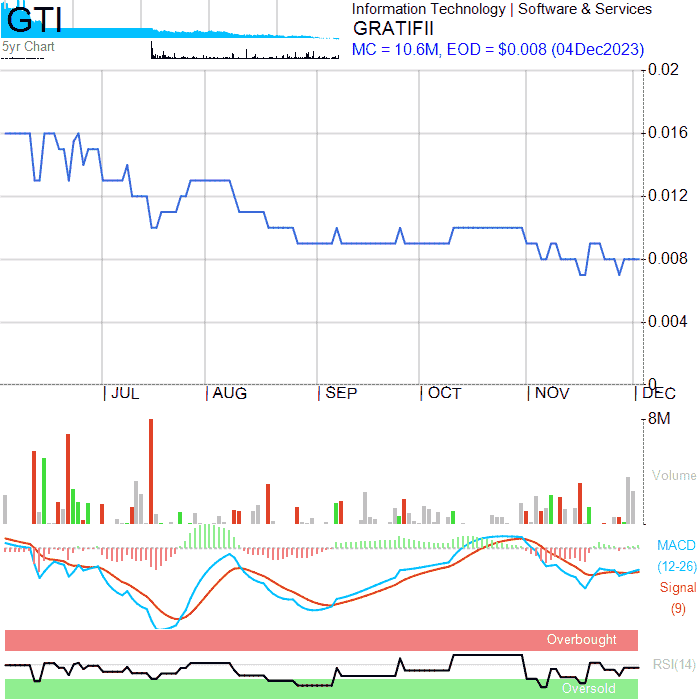 GTI
5yr Chart
Information Technology | Software & Services
GRATIFII
MC = 10.6M, EOD = $0.008 (04Dec2023)
0.02
0.016
0.012
0.008
0.004
0
JUL AUG SEP OCT NOV DEC
8M
Volume
MACD
(12-26)
Signal
(9)
Overbought
RSI(14)
Oversold